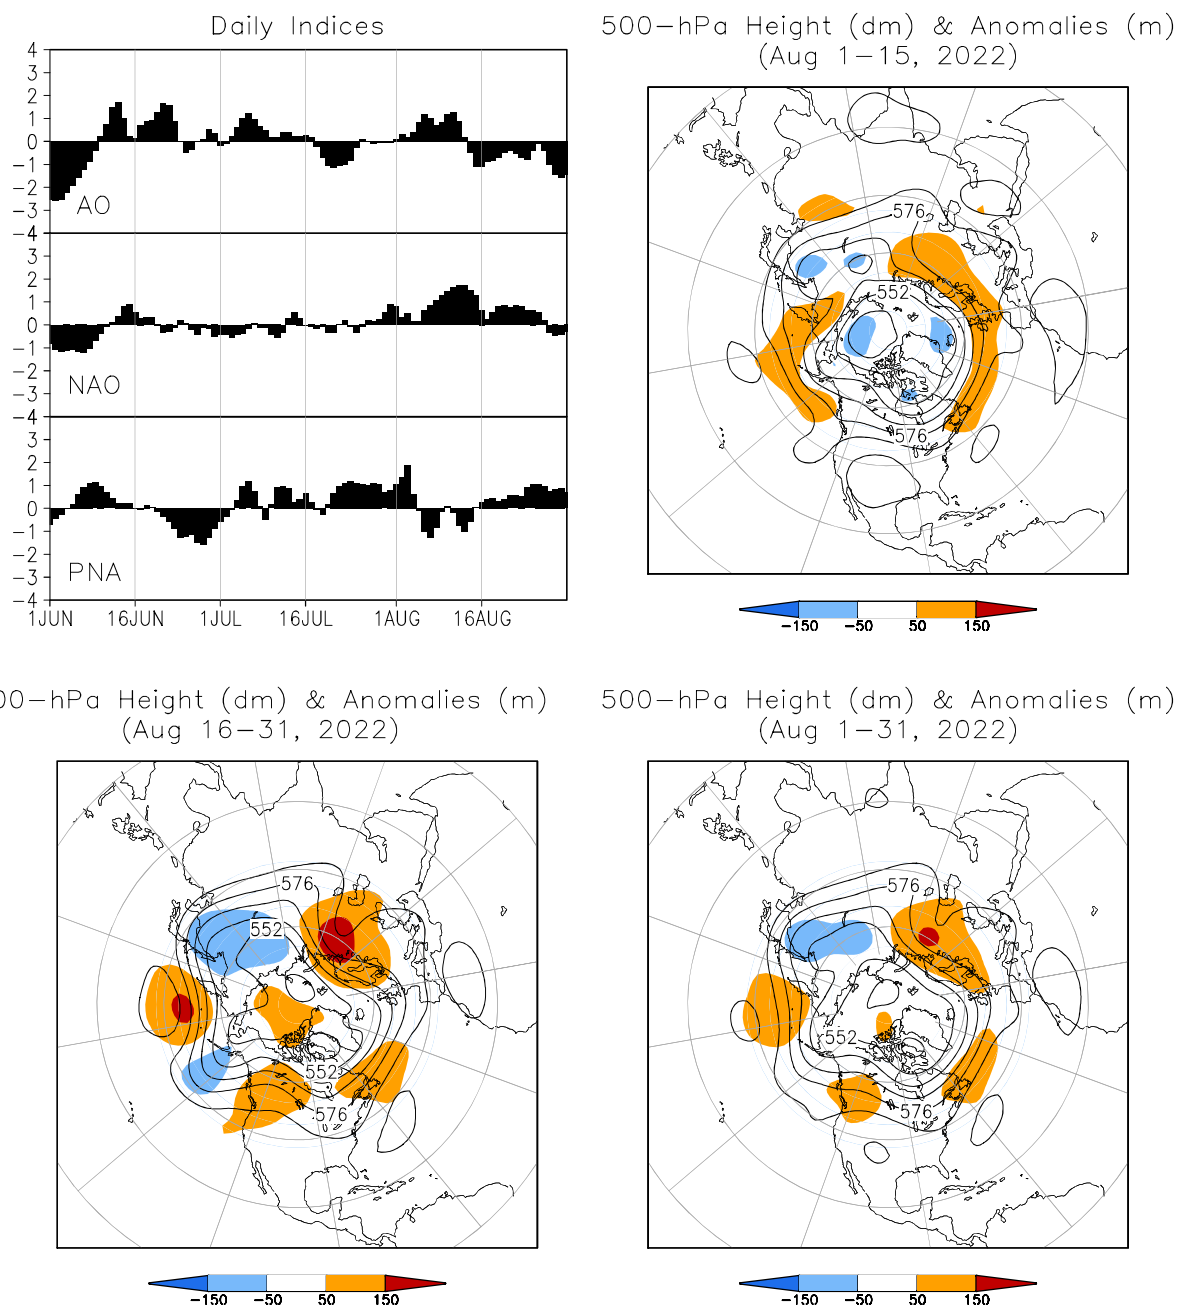 Daily Indices
4
3
2
1
0
−1
−2
−3
−4
AO
3
2
1
0
−1
−2
−3
−4
NAO
3
2
1
0
−1
−2
−3
−4
PNA
1JUN 16JUN 1JUL 16JUL 1AUG 16AUG
500−hPa Height (dm) & Anomalies (m)
(Aug 1−15, 2022)
576
552
576
−150 −50 50 150
00−hPa Height (dm) & Anomalies (m)
(Aug 16−31, 2022)
576
552
552
576
−150 −50 50 150
500−hPa Height (dm) & Anomalies (m)
(Aug 1−31, 2022)
576
552
576
−150 −50 50 150